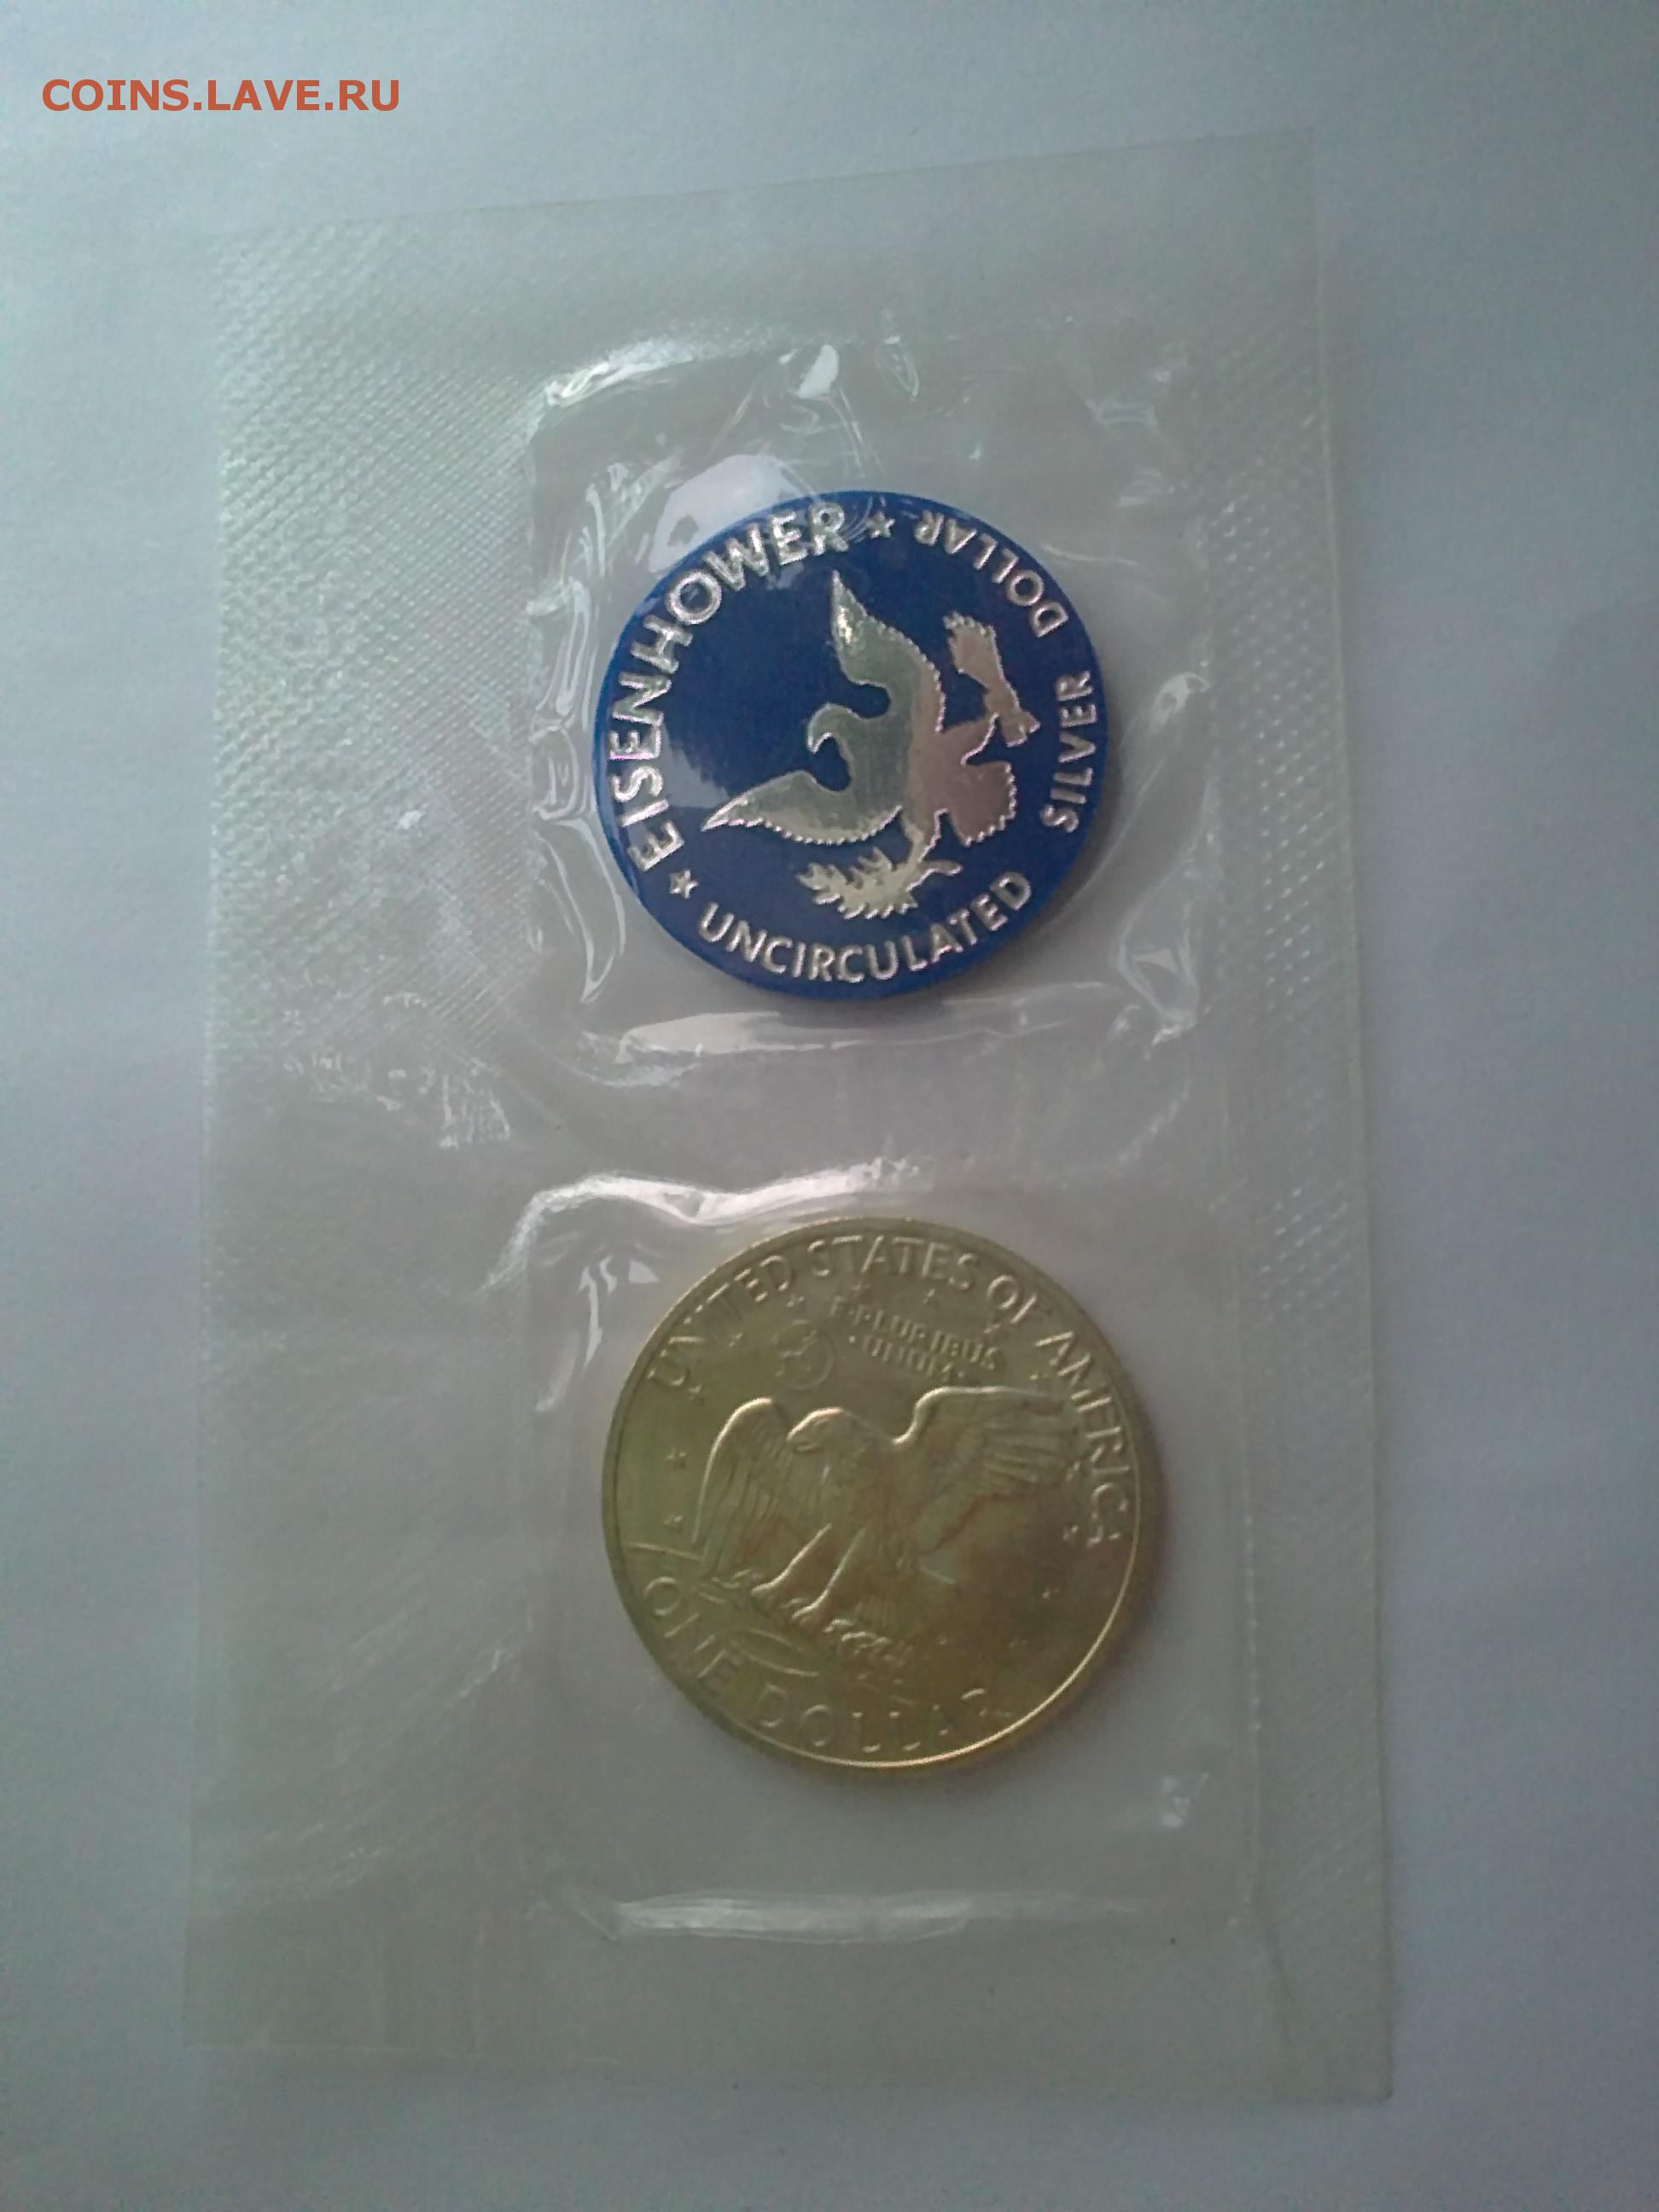 COINS.LAVE.RU
EISENHOWER ★ SILVER DOLLAR
★ UNCIRCULATED
UNITED STATES OF AMERICA
E PLURIBUS
UNUM
ONE DOLLAR